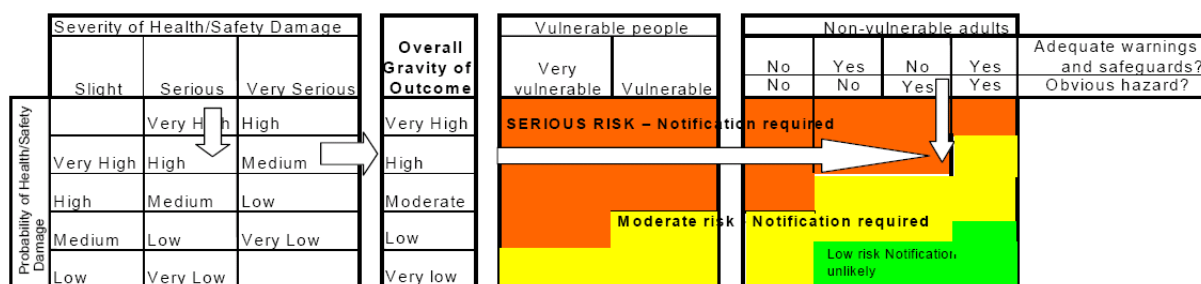 Severity of Health/Safety Damage
Slight Serious Very Serious
Probability of Health/Safety
Damage
Very High High
Very High High Medium
High Medium Low
Medium Low Very Low
Low Very Low
Overall
Gravity of
Outcome
Very High
High
Moderate
Low
Very low
Vulnerable people
Very
vulnerable Vulnerable
Non-vulnerable adults
No Yes No Yes Adequate warnings
and safeguards?
No No Yes Yes Obvious hazard?
SERIOUS RISK – Notification required
Moderate risk - Notification required
Low risk Notification
unlikely